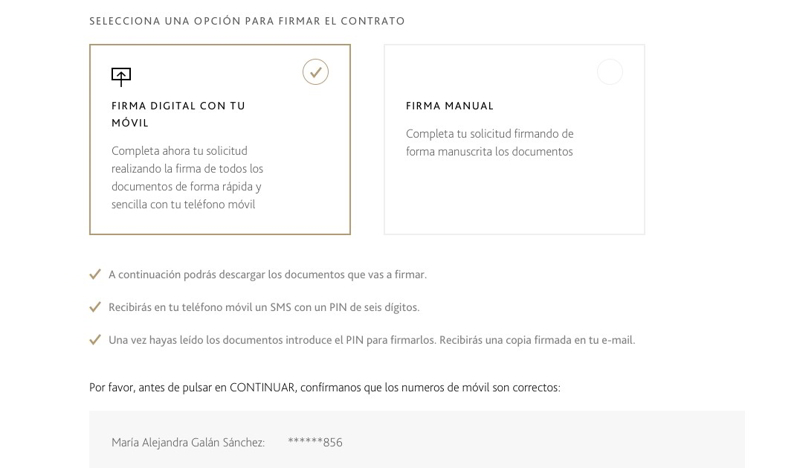 SELECCIONA UNA OPCIÓN PARA FIRMAR EL CONTRATO
FIRMA DIGITAL CON TU
MÓVIL
Completa ahora tu solicitud
realizando la firma de todos los
documentos de forma rápida y
sencilla con tu teléfono móvil
FIRMA MANUAL
Completa tu solicitud firmando de
forma manuscrita los documentos
A continuación podrás descargar los documentos que vas a firmar.
Recibirás en tu teléfono móvil un SMS con un PIN de seis dígitos.
Una vez hayas leído los documentos introduce el PIN para firmarlos. Recibirás una copia firmada en tu e-mail.
Por favor, antes de pulsar en CONTINUAR, confírmanos que los numeros de móvil son correctos:
María Alejandra Galán Sánchez: ******856